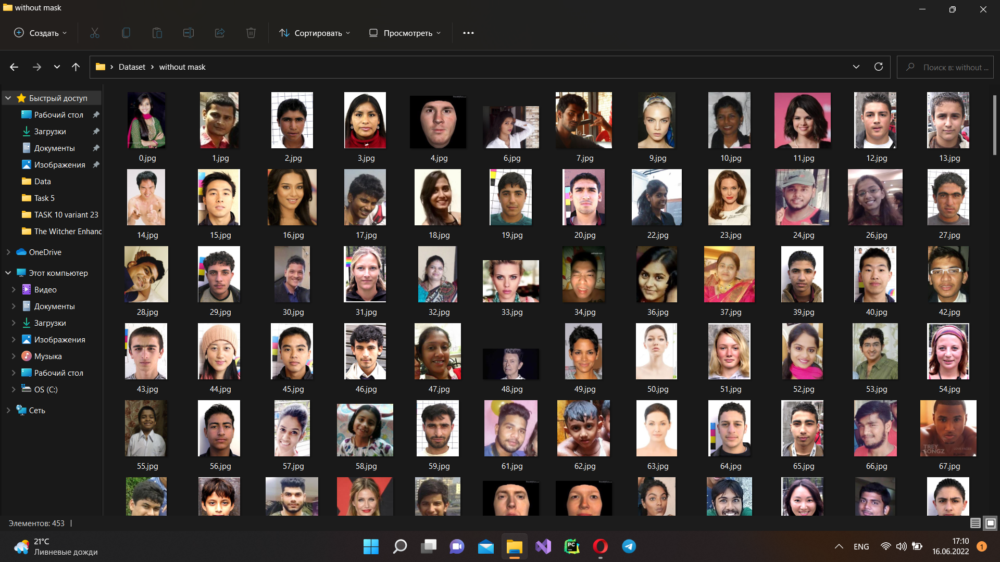 without mask
Создать
Сортировать
Просмотреть
Dataset
without mask
Поиск в: without ...
Быстрый доступ
Рабочий стол
Загрузки
Документы
Изображения
Data
Task 5
TASK 10 variant 23
The Witcher Enhanc
OneDrive
Этот компьютер
Видео
Документы
Загрузки
Изображения
Музыка
Рабочий стол
OS (C:)
Сеть
0.jpg
1.jpg
2.jpg
3.jpg
4.jpg
6.jpg
7.jpg
9.jpg
10.jpg
11.jpg
12.jpg
13.jpg
14.jpg
15.jpg
16.jpg
17.jpg
18.jpg
19.jpg
20.jpg
22.jpg
23.jpg
24.jpg
26.jpg
27.jpg
28.jpg
29.jpg
30.jpg
31.jpg
32.jpg
33.jpg
34.jpg
36.jpg
37.jpg
39.jpg
40.jpg
42.jpg
43.jpg
44.jpg
45.jpg
46.jpg
47.jpg
48.jpg
49.jpg
50.jpg
51.jpg
52.jpg
53.jpg
54.jpg
TREY
SONGZ
55.jpg
56.jpg
57.jpg
58.jpg
59.jpg
61.jpg
62.jpg
63.jpg
64.jpg
65.jpg
66.jpg
67.jpg
Элементов: 453
21°C
Ливневые дожди
PC
ENG
17:10
16.06.2022
1